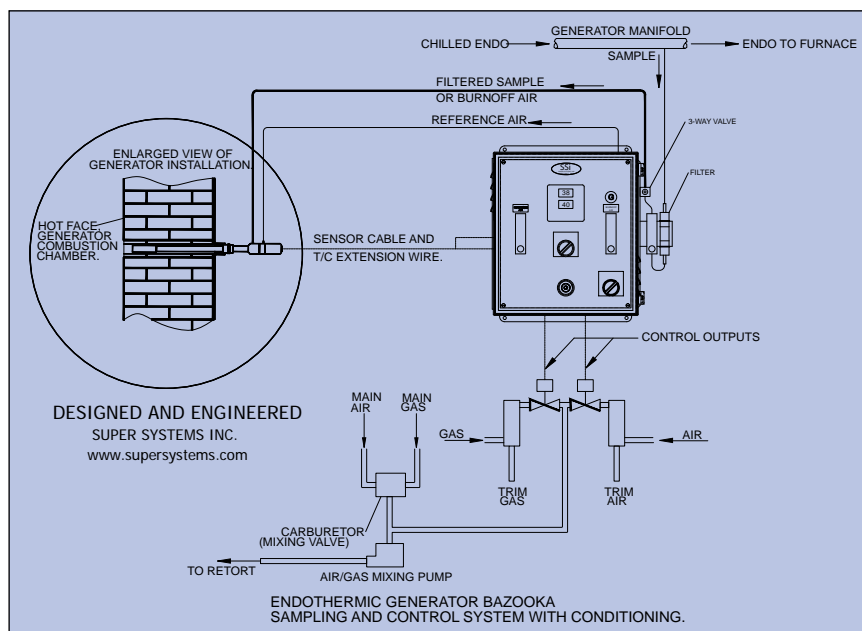 GENERATOR MANIFOLD
CHILLED ENDO
ENDO TO FURNACE
SAMPLE
FILTERED SAMPLE
OR BURNOFF AIR
REFERENCE AIR
3-WAY VALVE
ENLARGED VIEW OF
GENERATOR INSTALLATION.
SSi
38
40
FILTER
HOT FACE,
GENERATOR
COMBUSTION
CHAMBER.
SENSOR CABLE AND
T/C EXTENSION WIRE.
CONTROL OUTPUTS
DESIGNED AND ENGINEERED
SUPER SYSTEMS INC.
www.supersystems.com
MAIN
AIR
MAIN
GAS
GAS
AIR
TRIM
GAS
TRIM
AIR
CARBURETOR
(MIXING VALVE)
TO RETORT
AIR/GAS MIXING PUMP
ENDOTHERMIC GENERATOR BAZOOKA
SAMPLING AND CONTROL SYSTEM WITH CONDITIONING.